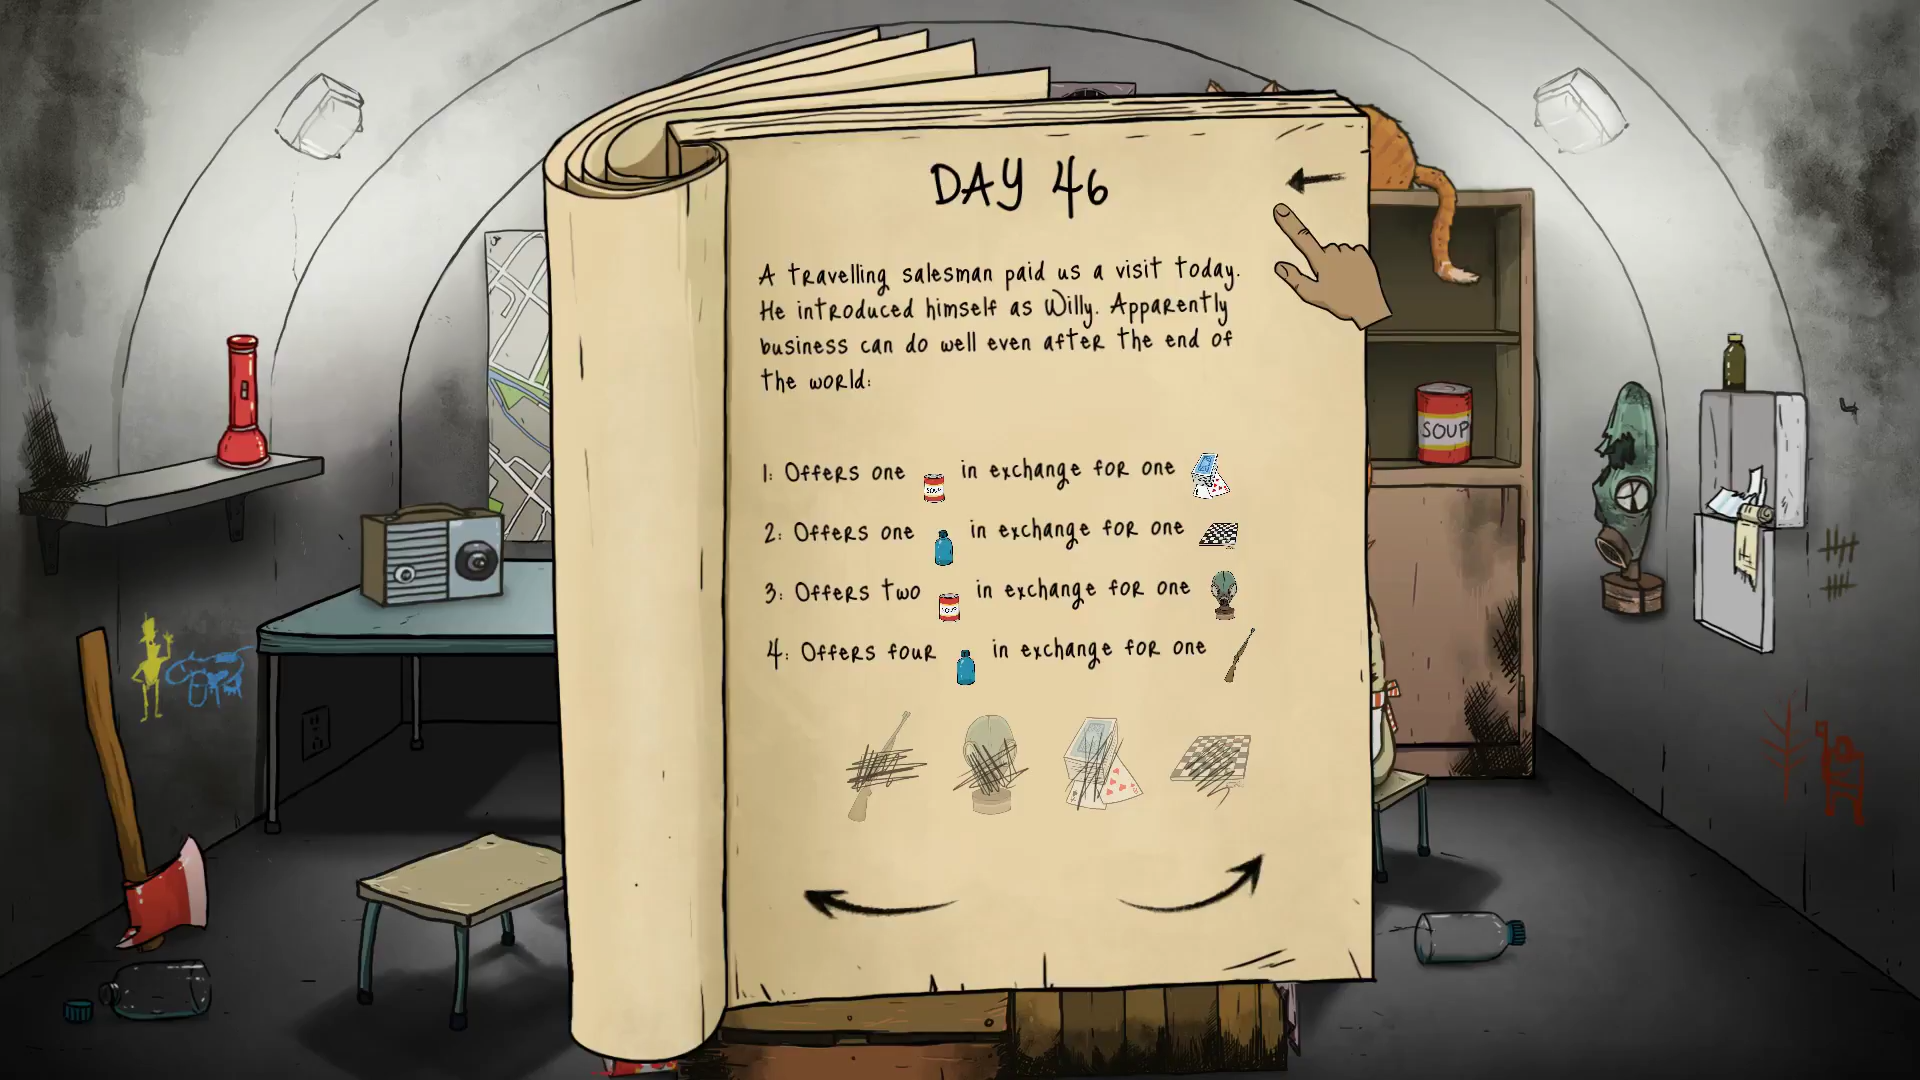 DAY 46
A travelling salesman paid us a visit today.
He introduced himself as Willy. Apparently
business can do well even after the end of
the world:
1: Offers one SOUP in exchange for one
2: Offers one in exchange for one
3: Offers two SOUP in exchange for one
4: Offers four in exchange for one
SOUP